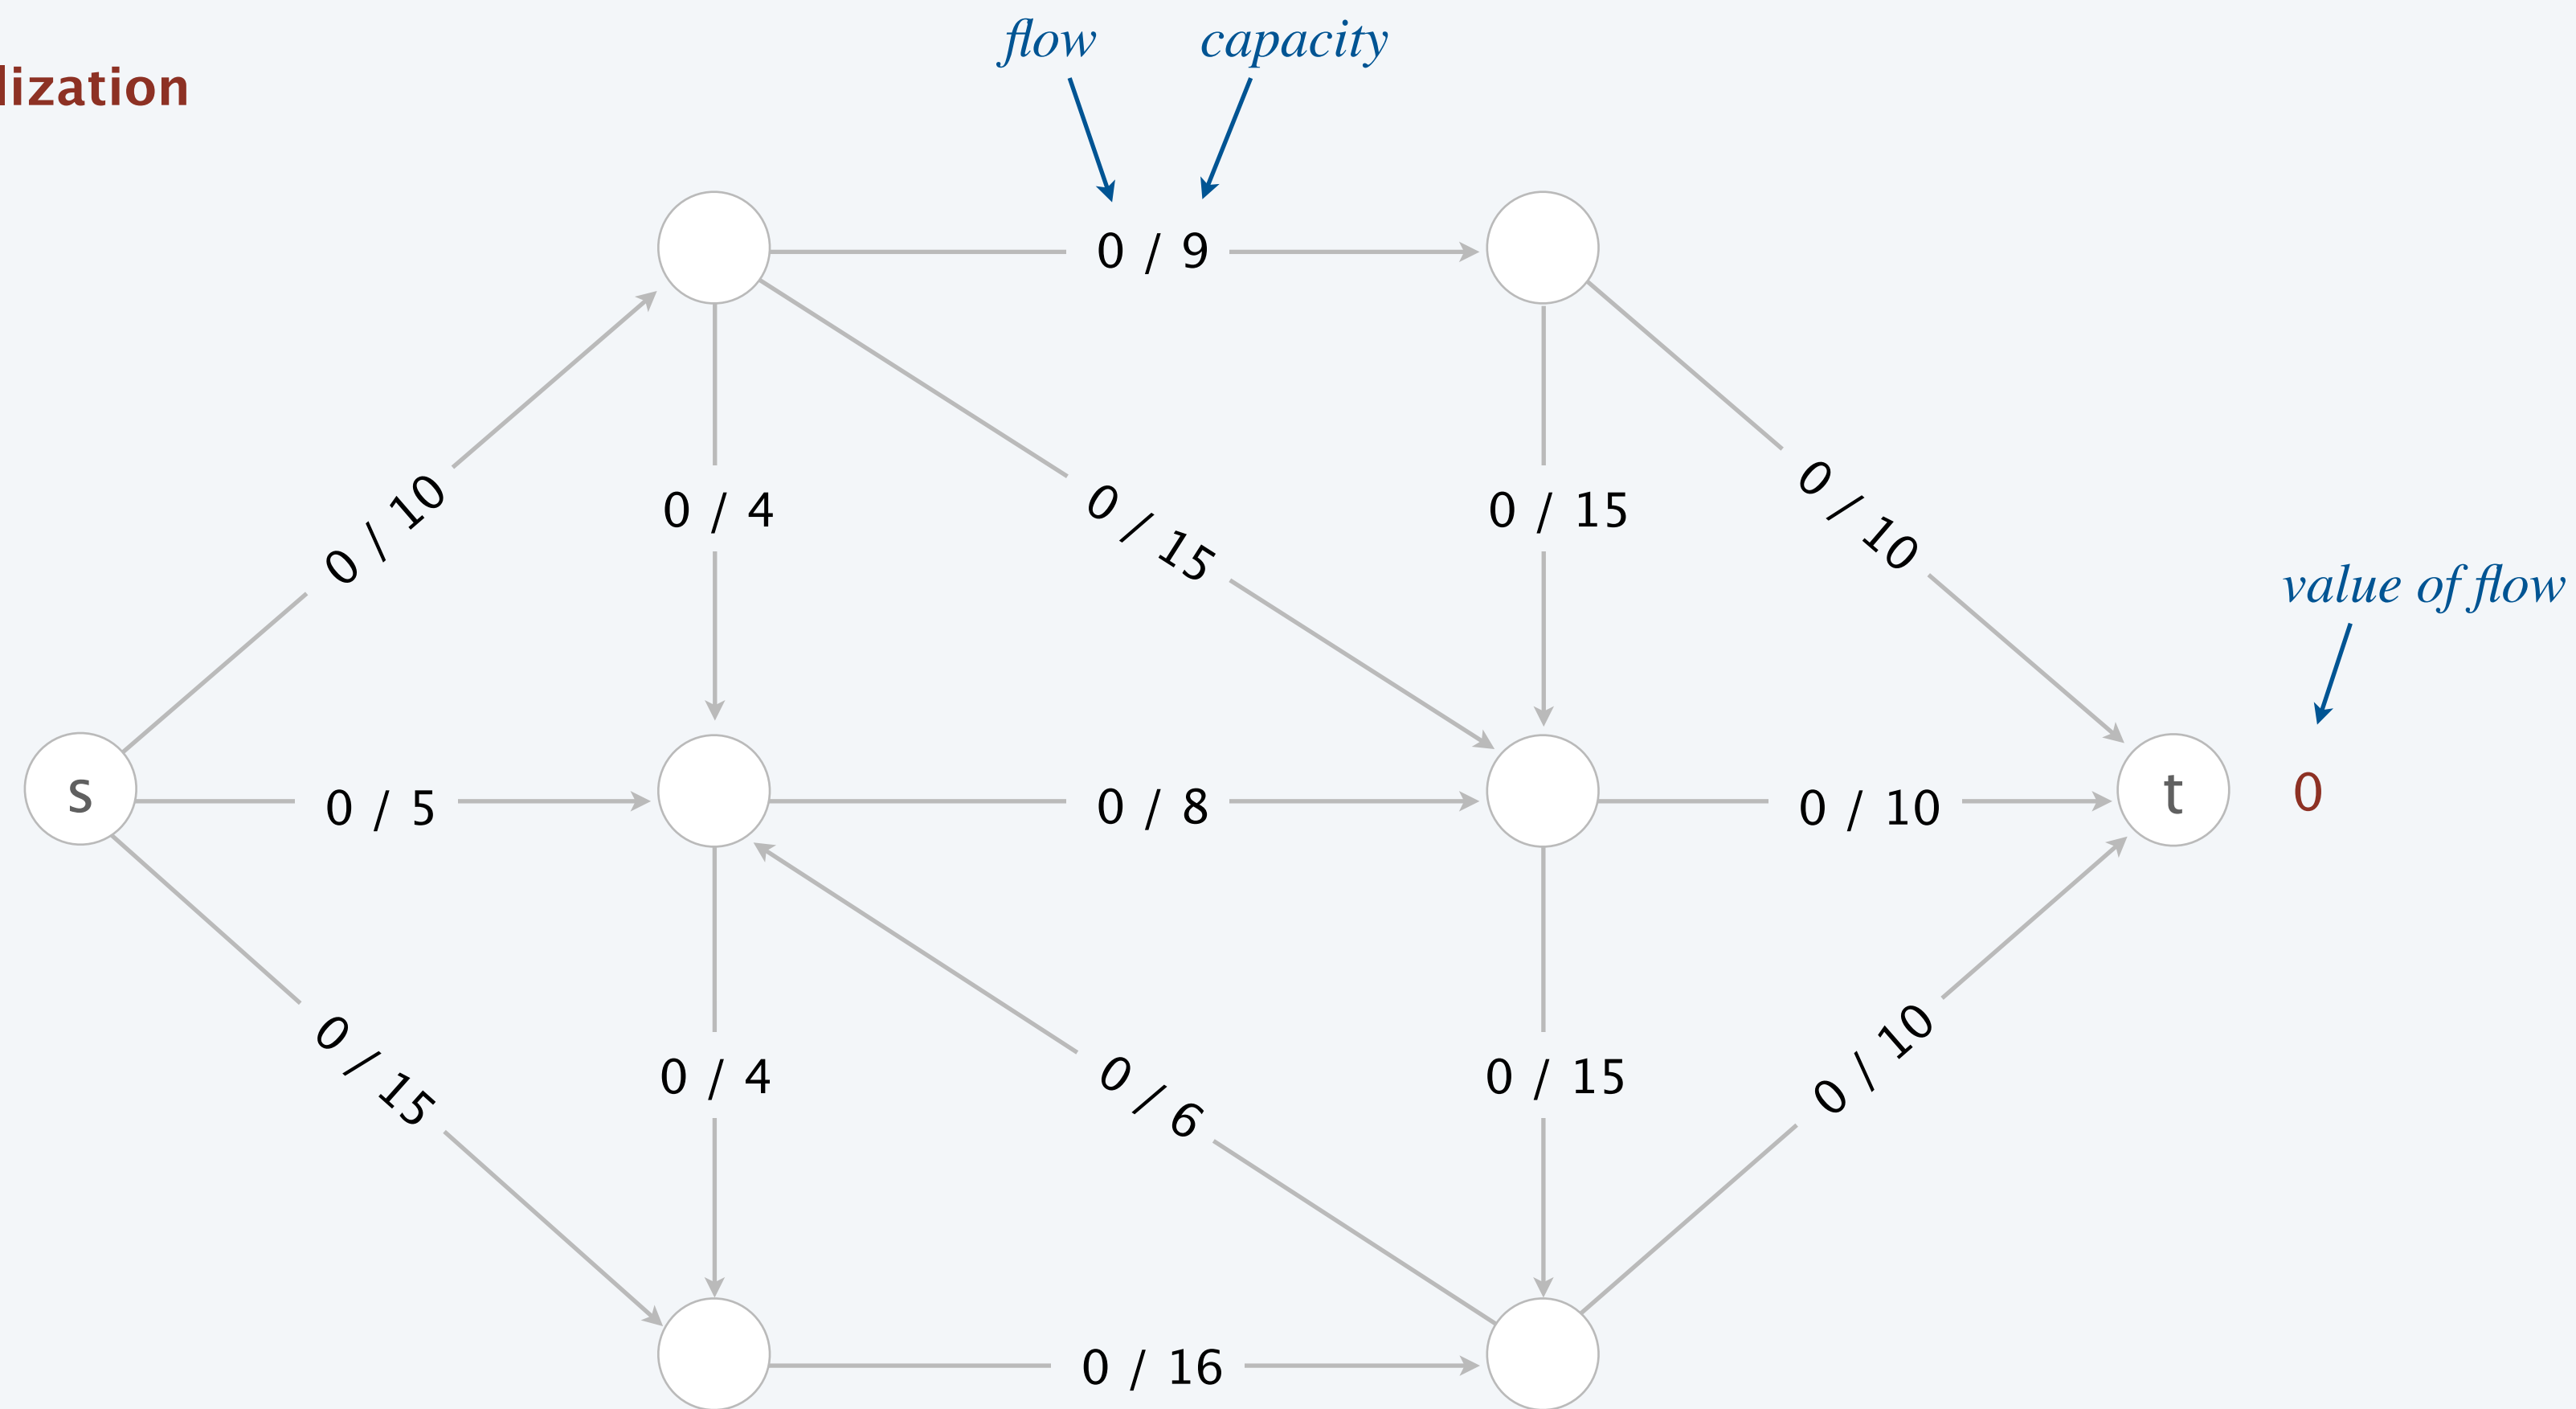 flow capacity
lization
0 / 9
0 / 10
0 / 4
0 / 15
0 / 15
0 / 10
value of flow
s
0 / 5
0 / 8
0 / 10
t
0
0 / 15
0 / 4
0 / 6
0 / 15
0 / 10
0 / 16